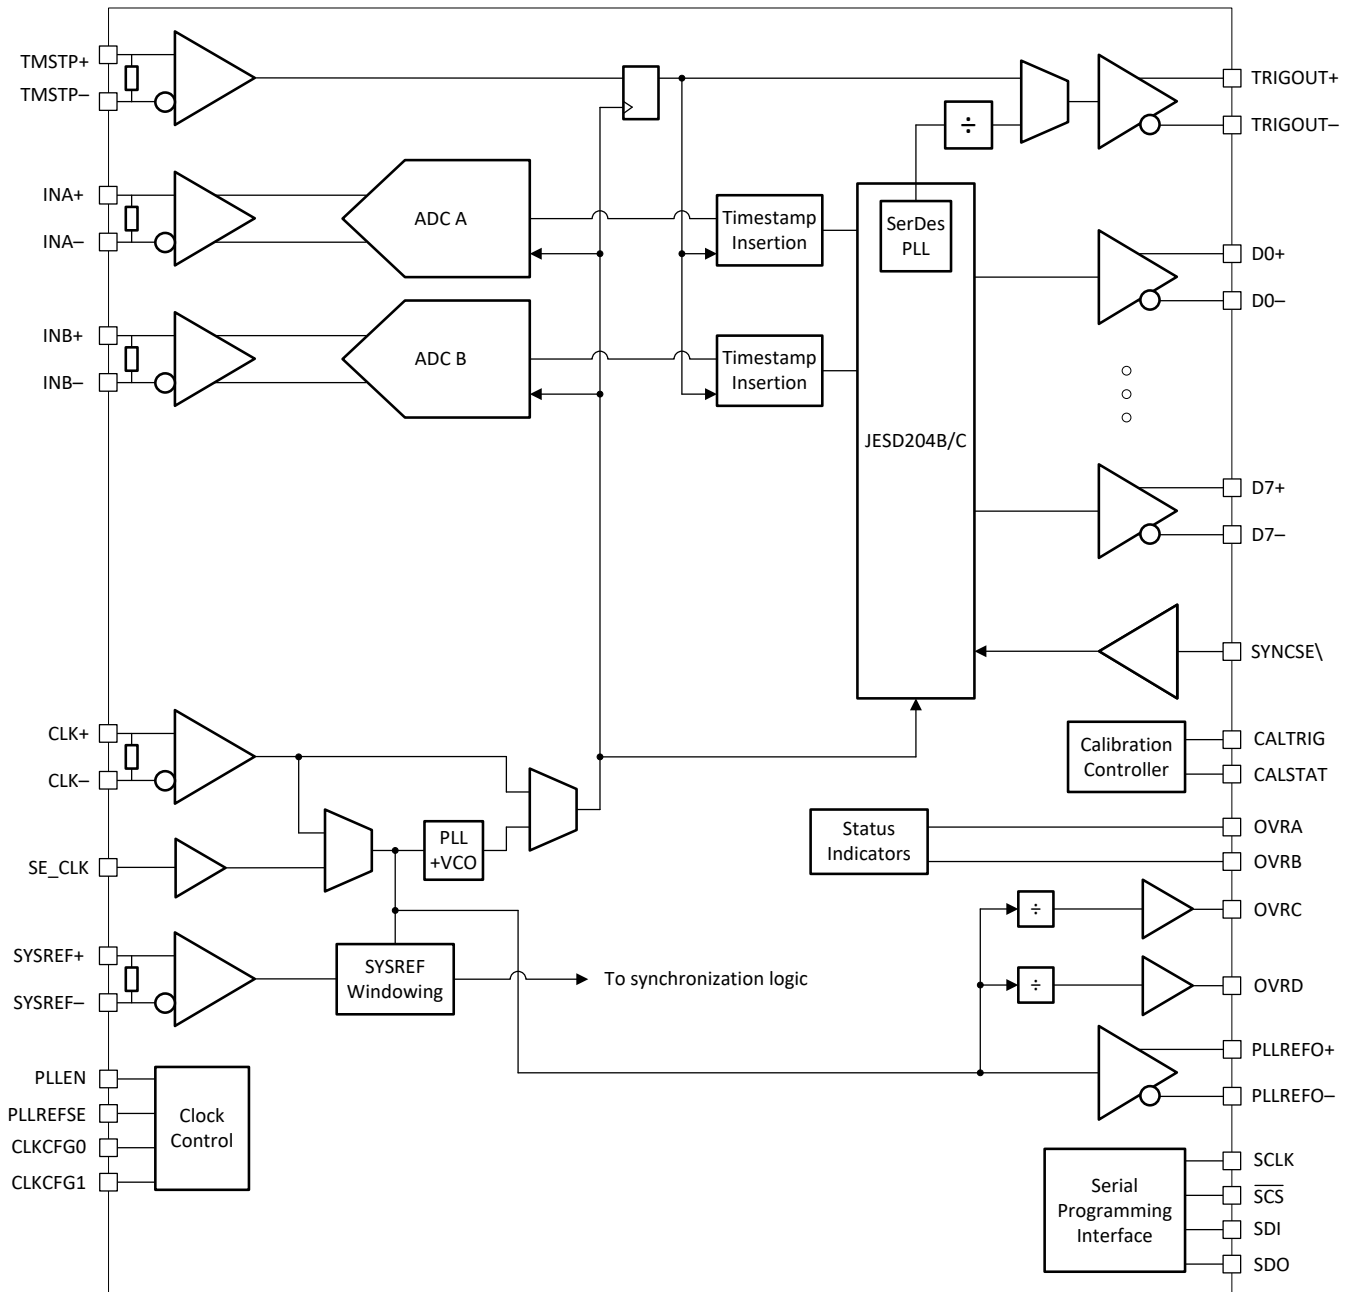 TMSTP+
TMSTP–
INA+
INA–
INB+
INB–
CLK+
CLK–
SE_CLK
SYSREF+
SYSREF–
PLLEN
PLLREFSE
CLKCFG0
CLKCFG1
ADC A
ADC B
Timestamp
Insertion
Timestamp
Insertion
SerDes
PLL
÷
JESD204B/C
PLL
+VCO
SYSREF
Windowing
To synchronization logic
Clock
Control
Calibration
Controller
Status
Indicators
÷
÷
Serial
Programming
Interface
TRIGOUT+
TRIGOUT–
D0+
D0–
D7+
D7–
SYNCSE\
CALTRIG
CALSTAT
OVRA
OVRB
OVRC
OVRD
PLLREFO+
PLLREFO–
SCLK
S̅C̅S̅
SDI
SDO